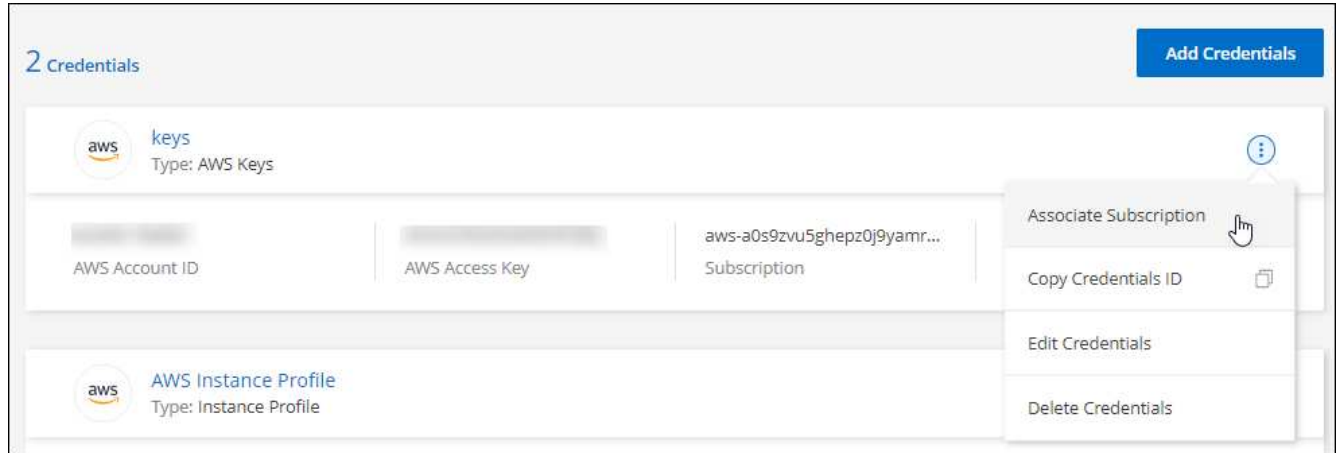 2 Credentials
Add Credentials
aws
keys
Type: AWS Keys
Associate Subscription
aws-a0s9zvu5ghepz0j9yamr...
AWS Account ID
AWS Access Key
Subscription
Copy Credentials ID
Edit Credentials
aws
AWS Instance Profile
Type: Instance Profile
Delete Credentials